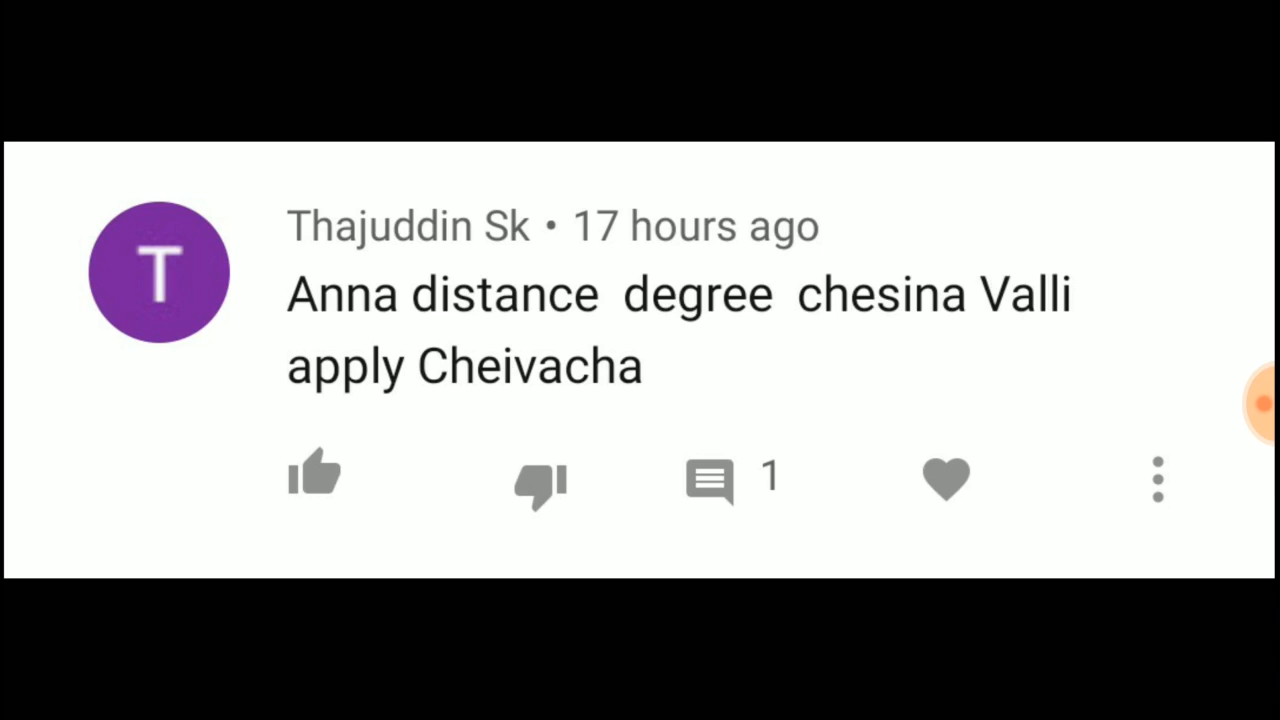 T
Thajuddin Sk • 17 hours ago
Anna distance degree chesina Valli
apply Cheivacha
1